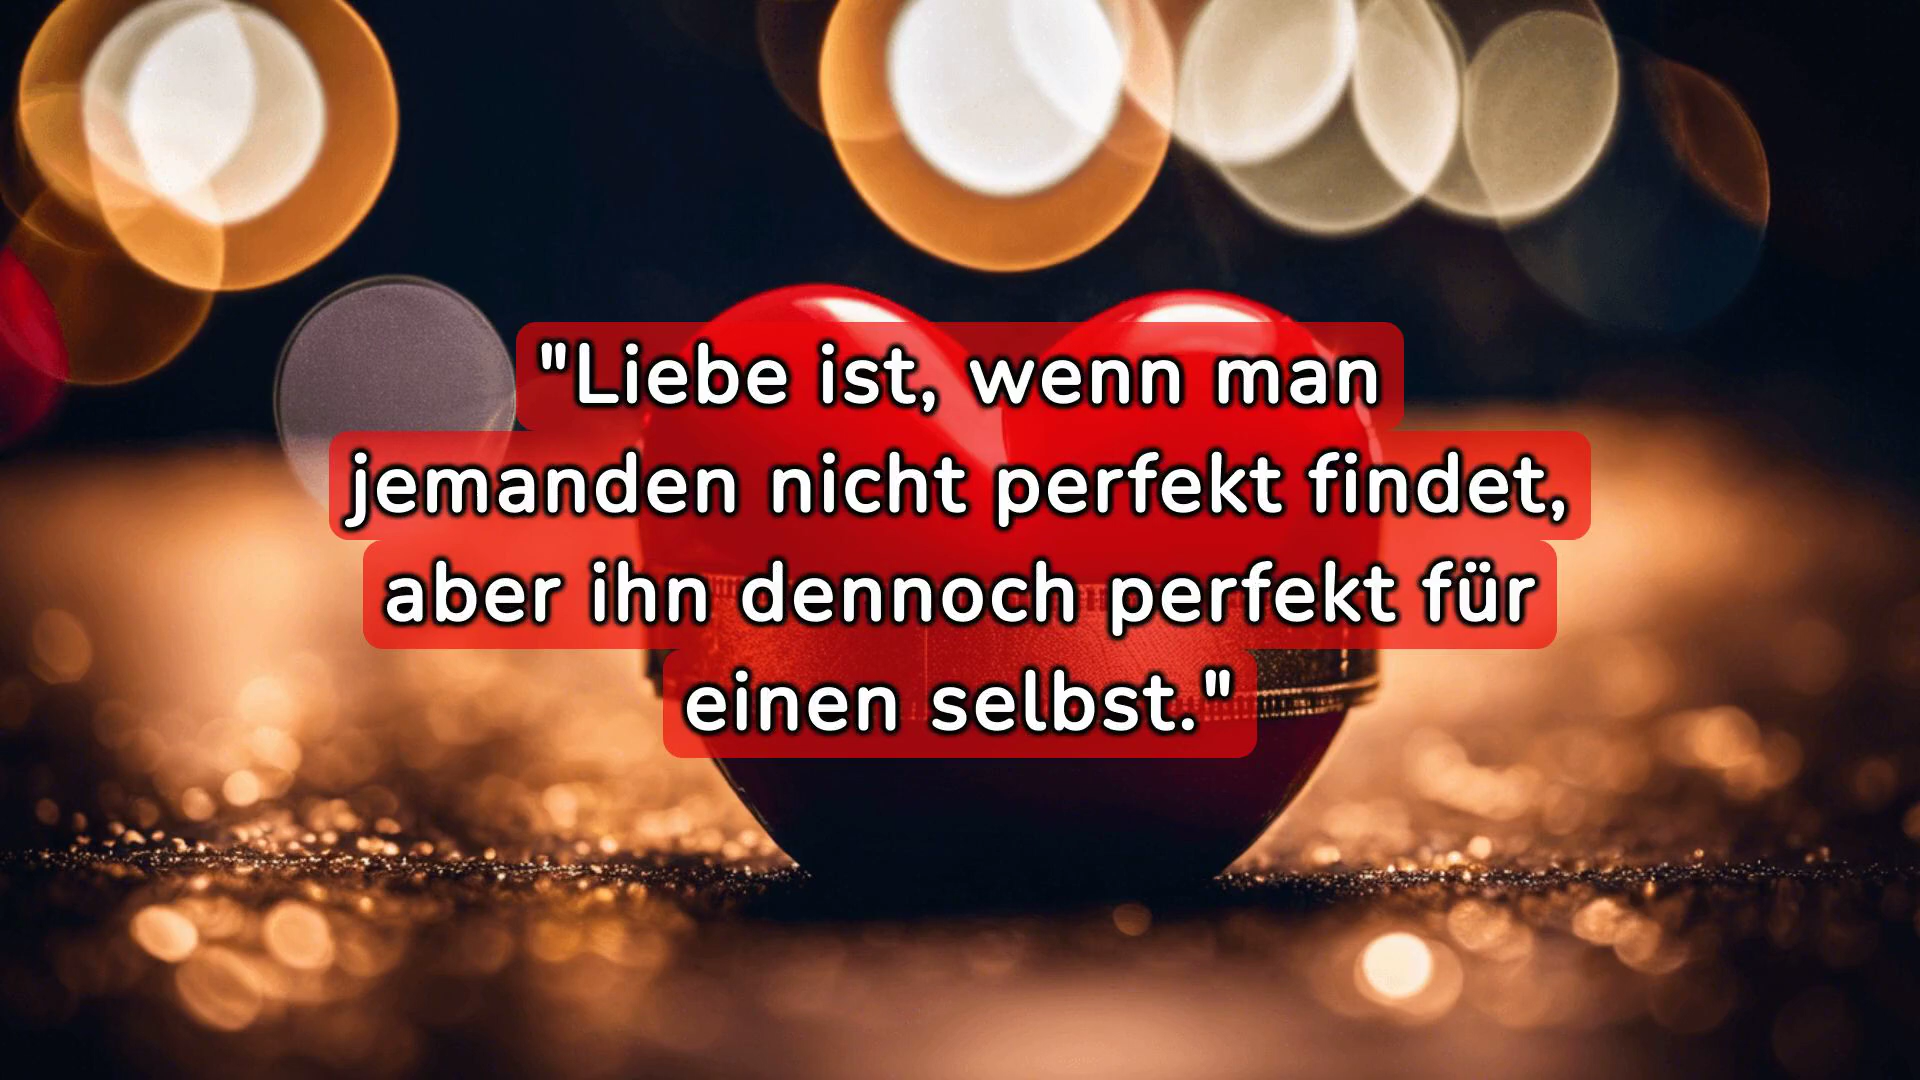 "Liebe ist, wenn man
jemanden nicht perfekt findet,
aber ihn dennoch perfekt für
einen selbst."